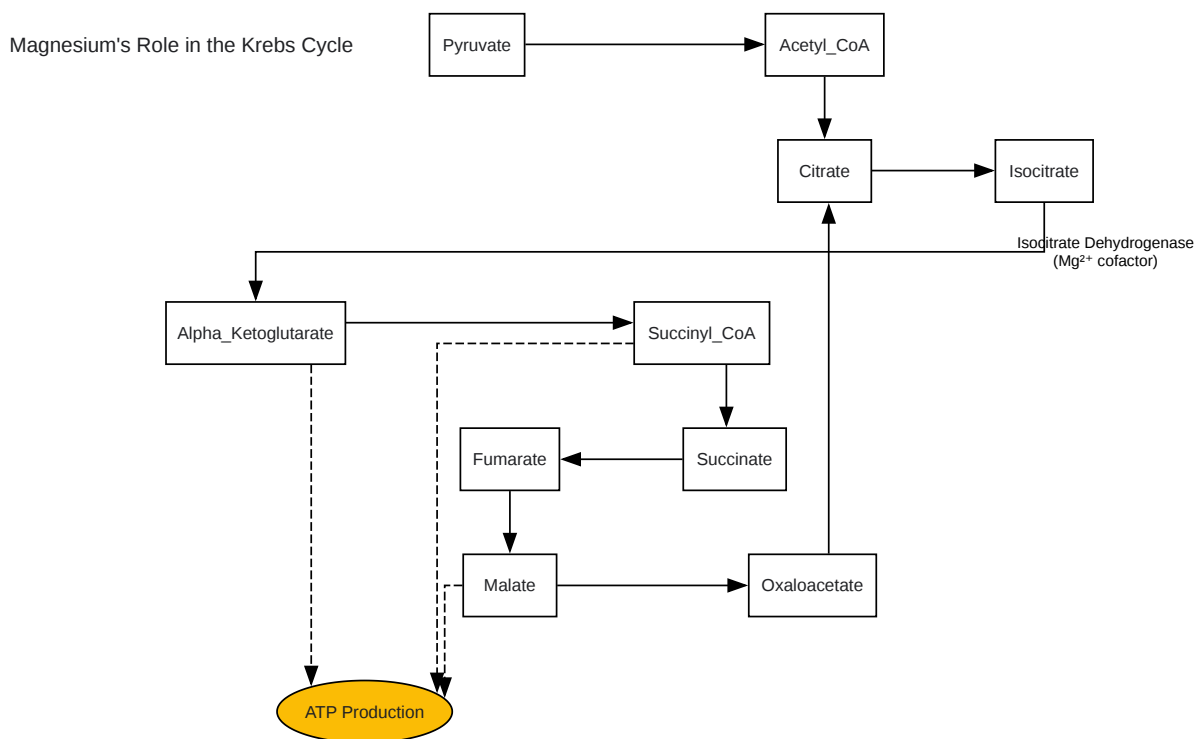 Magnesium's Role in the Krebs Cycle
Pyruvate
Acetyl_CoA
Citrate
Isocitrate
Isocitrate Dehydrogenase
(Mg²⁺ cofactor)
Alpha_Ketoglutarate
Succinyl_CoA
Fumarate
Succinate
Malate
Oxaloacetate
ATP Production